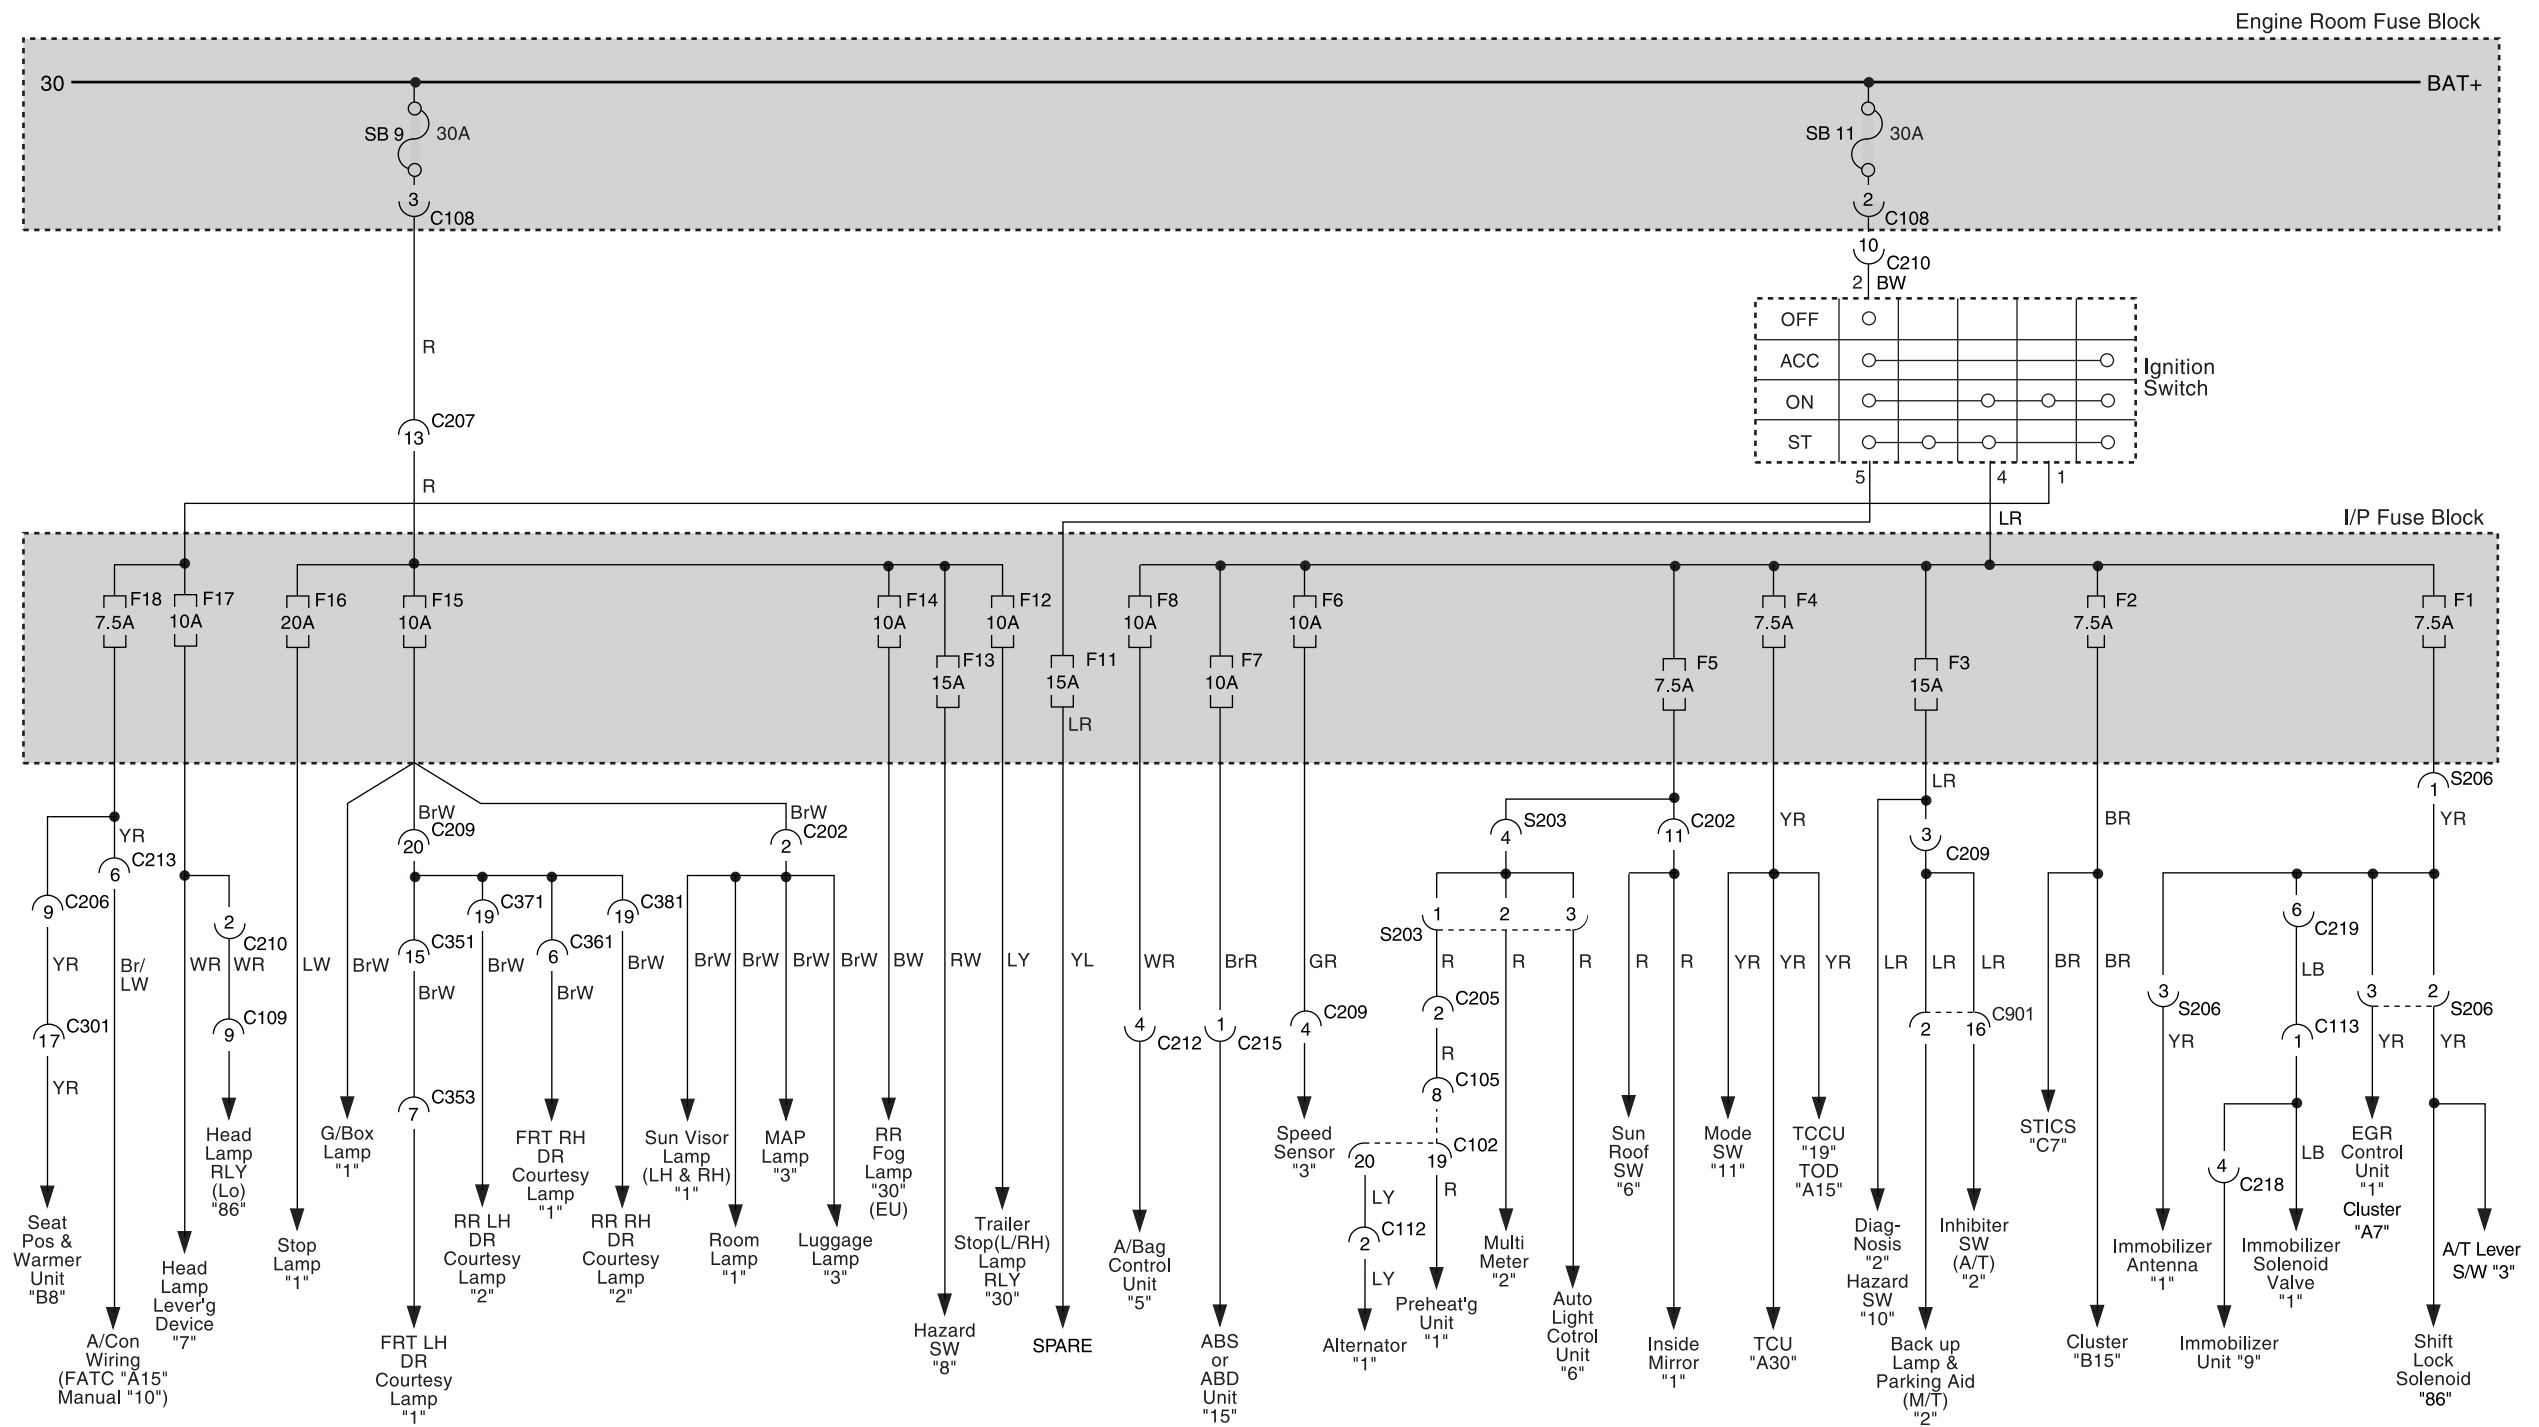 Engine Room Fuse Block
30
BAT+
SB 9
30A
SB 11
30A
3
C108
2
C108
10
C210
2
BW
OFF
ACC
ON
ST
Ignition
Switch
5
4
1
R
C207
13
R
LR
I/P Fuse Block
F18
7.5A
F17
10A
F16
20A
F15
10A
F14
10A
F13
15A
F12
10A
F11
15A
LR
F8
10A
F7
10A
F6
10A
F5
7.5A
F4
7.5A
F3
15A
F2
7.5A
F1
7.5A
YR
C213
6
C206
9
YR
C301
17
YR
Br/
LW
WR
2
C210
WR
C109
9
LW
BrW
BrW
C209
20
C351
15
BrW
C353
7
C371
19
BrW
C361
6
BrW
C381
19
BrW
BrW
C202
2
BrW
BrW
BrW
BrW
BW
RW
LY
YL
WR
4
C212
BrR
1
C215
GR
C209
4
S203
4
C202
11
1
2
3
S203
R
R
R
C205
2
R
C105
8
C102
20
19
LY
R
C112
2
LY
R
R
YR
YR
YR
YR
LR
3
C209
LR
LR
LR
C901
2
16
BR
BR
BR
S206
1
YR
3
S206
YR
6
C219
LB
C113
1
LB
4
C218
3
2
S206
YR
YR
Seat
Pos &
Warmer
Unit
"B8"
A/Con
Wiring
(FATC "A15"
Manual "10")
Head
Lamp
Lever'g
Device
"7"
Head
Lamp
RLY
(Lo)
"86"
Stop
Lamp
"1"
G/Box
Lamp
"1"
FRT LH
DR
Courtesy
Lamp
"1"
RR LH
DR
Courtesy
Lamp
"2"
FRT RH
DR
Courtesy
Lamp
"1"
RR RH
DR
Courtesy
Lamp
"2"
Sun Visor
Lamp
(LH & RH)
"1"
Room
Lamp
"1"
MAP
Lamp
"3"
Luggage
Lamp
"3"
RR
Fog
Lamp
"30"
(EU)
Hazard
SW
"8"
Trailer
Stop(L/RH)
Lamp
RLY
"30"
SPARE
A/Bag
Control
Unit
"5"
ABS
or
ABD
Unit
"15"
Speed
Sensor
"3"
Alternator
"1"
Preheat'g
Unit
"1"
Multi
Meter
"2"
Auto
Light
Cotrol
Unit
"6"
Sun
Roof
SW
"6"
Inside
Mirror
"1"
Mode
SW
"11"
TCU
"A30"
TCCU
"19"
TOD
"A15"
Diag-
Nosis
"2"
Hazard
SW
"10"
Back up
Lamp &
Parking Aid
(M/T)
"2"
Inhibiter
SW
(A/T)
"2"
STICS
"C7"
Cluster
"B15"
Immobilizer
Antenna
"1"
Immobilizer
Unit "9"
Immobilizer
Solenoid
Valve
"1"
EGR
Control
Unit
"1"
Cluster
"A7"
Shift
Lock
Solenoid
"86"
A/T Lever
S/W "3"